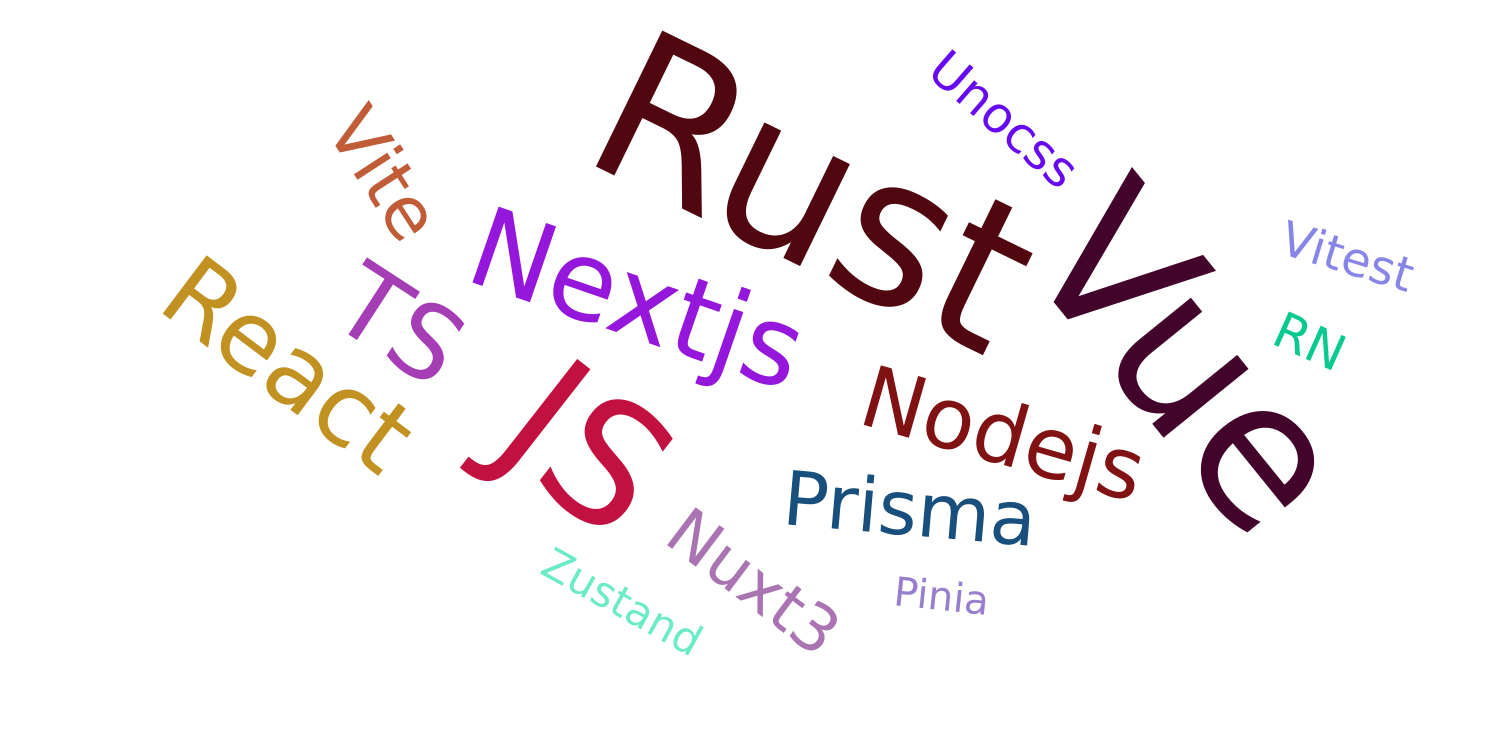 Rust
Unocss
Vite
Vue
Nextjs
Vitest
React
TS
RN
JS
Nodejs
Prisma
Nuxt3
Zustand
Pinia